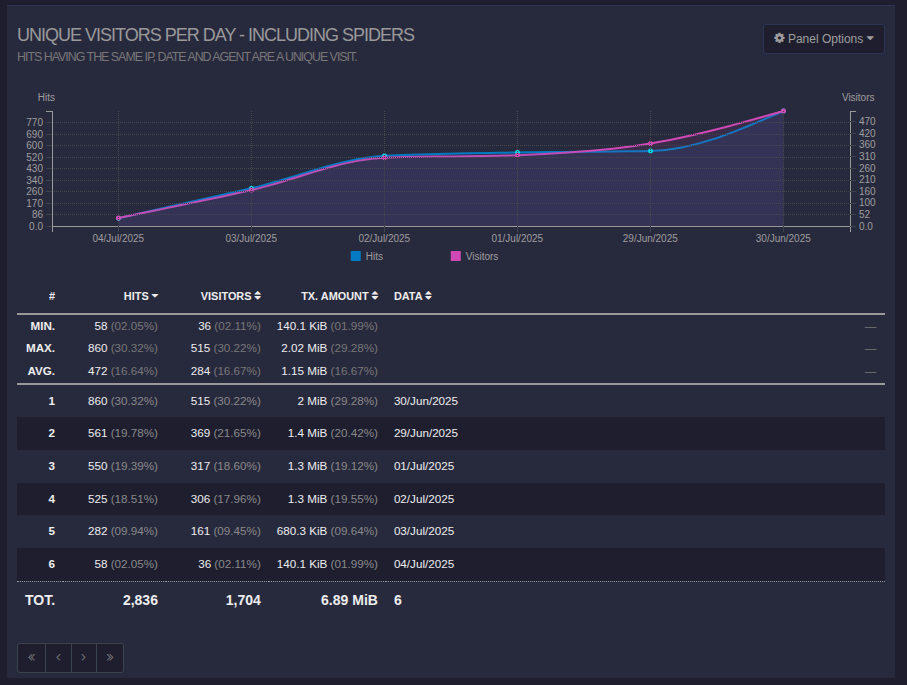 UNIQUE VISITORS PER DAY - INCLUDING SPIDERS
HITS HAVING THE SAME IP, DATE AND AGENT ARE A UNIQUE VISIT.
Panel Options
Hits Visitors
770 470
690 420
600 360
520 310
430 260
340 210
260 160
170 100
86 52
0.0 0.0
04/Jul/2025 03/Jul/2025 02/Jul/2025 01/Jul/2025 29/Jun/2025 30/Jun/2025
Hits Visitors
# HITS VISITORS TX. AMOUNT DATA
MIN. 58 (02.05%) 36 (02.11%) 140.1 KiB (01.99%) —
MAX. 860 (30.32%) 515 (30.22%) 2.02 MiB (29.28%) —
AVG. 472 (16.64%) 284 (16.67%) 1.15 MiB (16.67%) —
1 860 (30.32%) 515 (30.22%) 2 MiB (29.28%) 30/Jun/2025
2 561 (19.78%) 369 (21.65%) 1.4 MiB (20.42%) 29/Jun/2025
3 550 (19.39%) 317 (18.60%) 1.3 MiB (19.12%) 01/Jul/2025
4 525 (18.51%) 306 (17.96%) 1.3 MiB (19.55%) 02/Jul/2025
5 282 (09.94%) 161 (09.45%) 680.3 KiB (09.64%) 03/Jul/2025
6 58 (02.05%) 36 (02.11%) 140.1 KiB (01.99%) 04/Jul/2025
TOT. 2,836 1,704 6.89 MiB 6
« ‹ › »